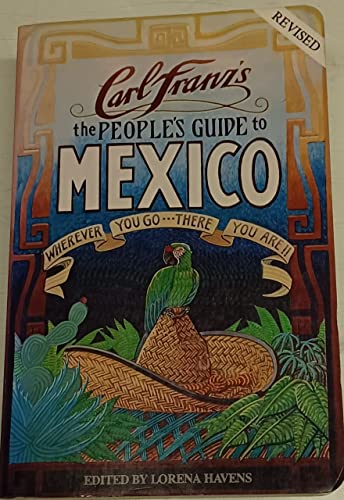 REVISED
Carl Franz's
the PEOPLE'S GUIDE to
MEXICO
WHEREVER YOU GO...THERE YOU ARE!!
EDITED BY LORENA HAVENS